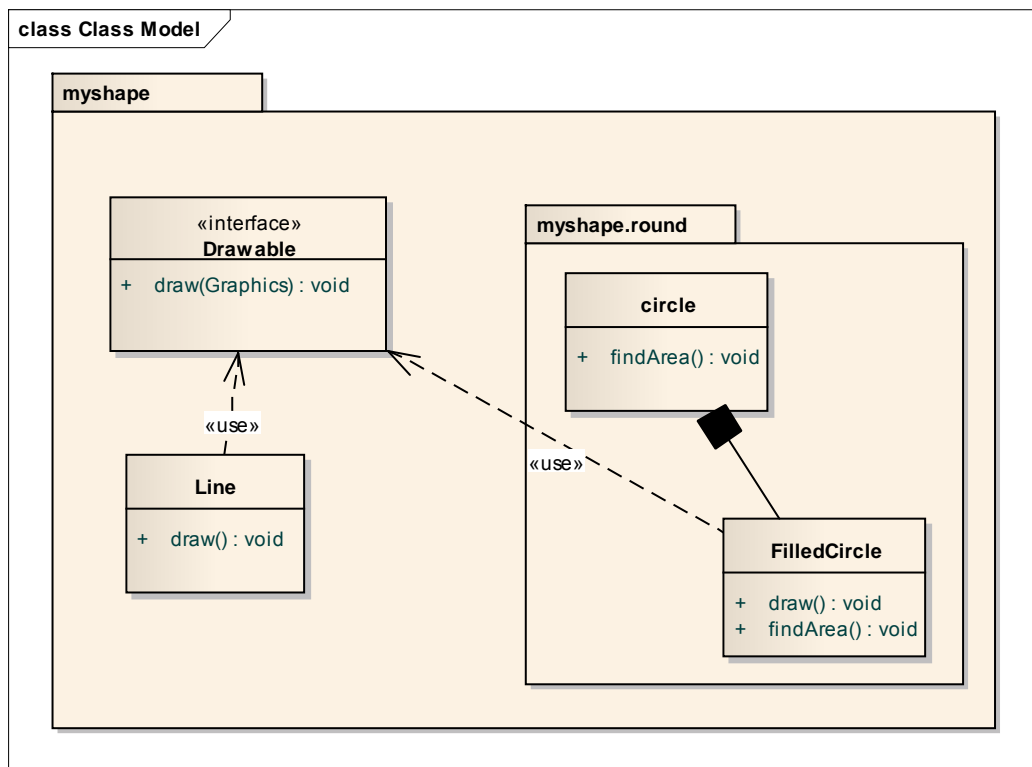 class Class Model
myshape
«interface»
Drawable
+ draw(Graphics) : void
«use»
Line
+ draw() : void
myshape.round
circle
+ findArea() : void
«use»
FilledCircle
+ draw() : void
+ findArea() : void